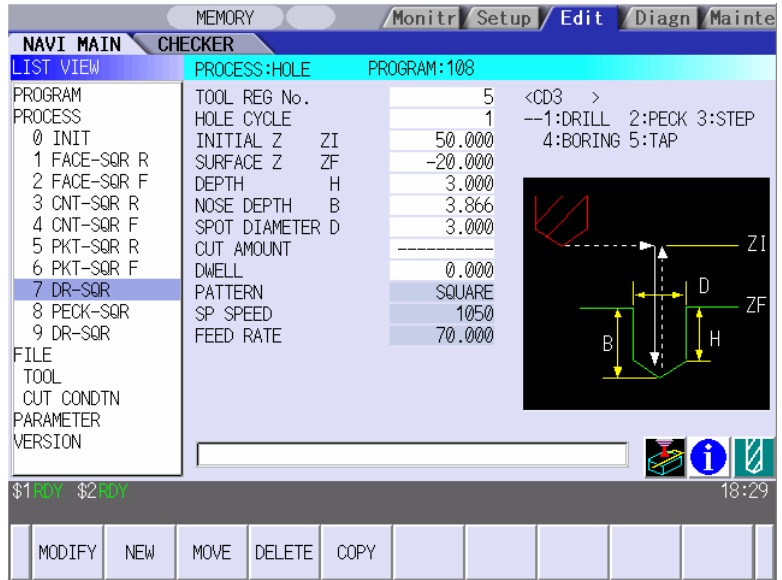 MEMORY Monitr Setup Edit Diagn Mainte
NAVI MAIN CHECKER
LIST VIEW PROCESS:HOLE PROGRAM:108
PROGRAM
PROCESS
0 INIT
1 FACE-SQR R
2 FACE-SQR F
3 CNT-SQR R
4 CNT-SQR F
5 PKT-SQR R
6 PKT-SQR F
7 DR-SQR
8 PECK-SQR
9 DR-SQR
FILE
TOOL
CUT CONDTN
PARAMETER
VERSION
TOOL REG No. 5
HOLE CYCLE 1
INITIAL Z ZI 50.000
SURFACE Z ZF -20.000
DEPTH H 3.000
NOSE DEPTH B 3.866
SPOT DIAMETER D 3.000
CUT AMOUNT ----------
DWELL 0.000
PATTERN SQUARE
SP SPEED 1050
FEED RATE 70.000
<CD3 >
--1:DRILL 2:PECK 3:STEP
4:BORING 5:TAP
ZI
D
ZF
B
H
i
$1 RDY $2 RDY 18:29
MODIFY NEW MOVE DELETE COPY